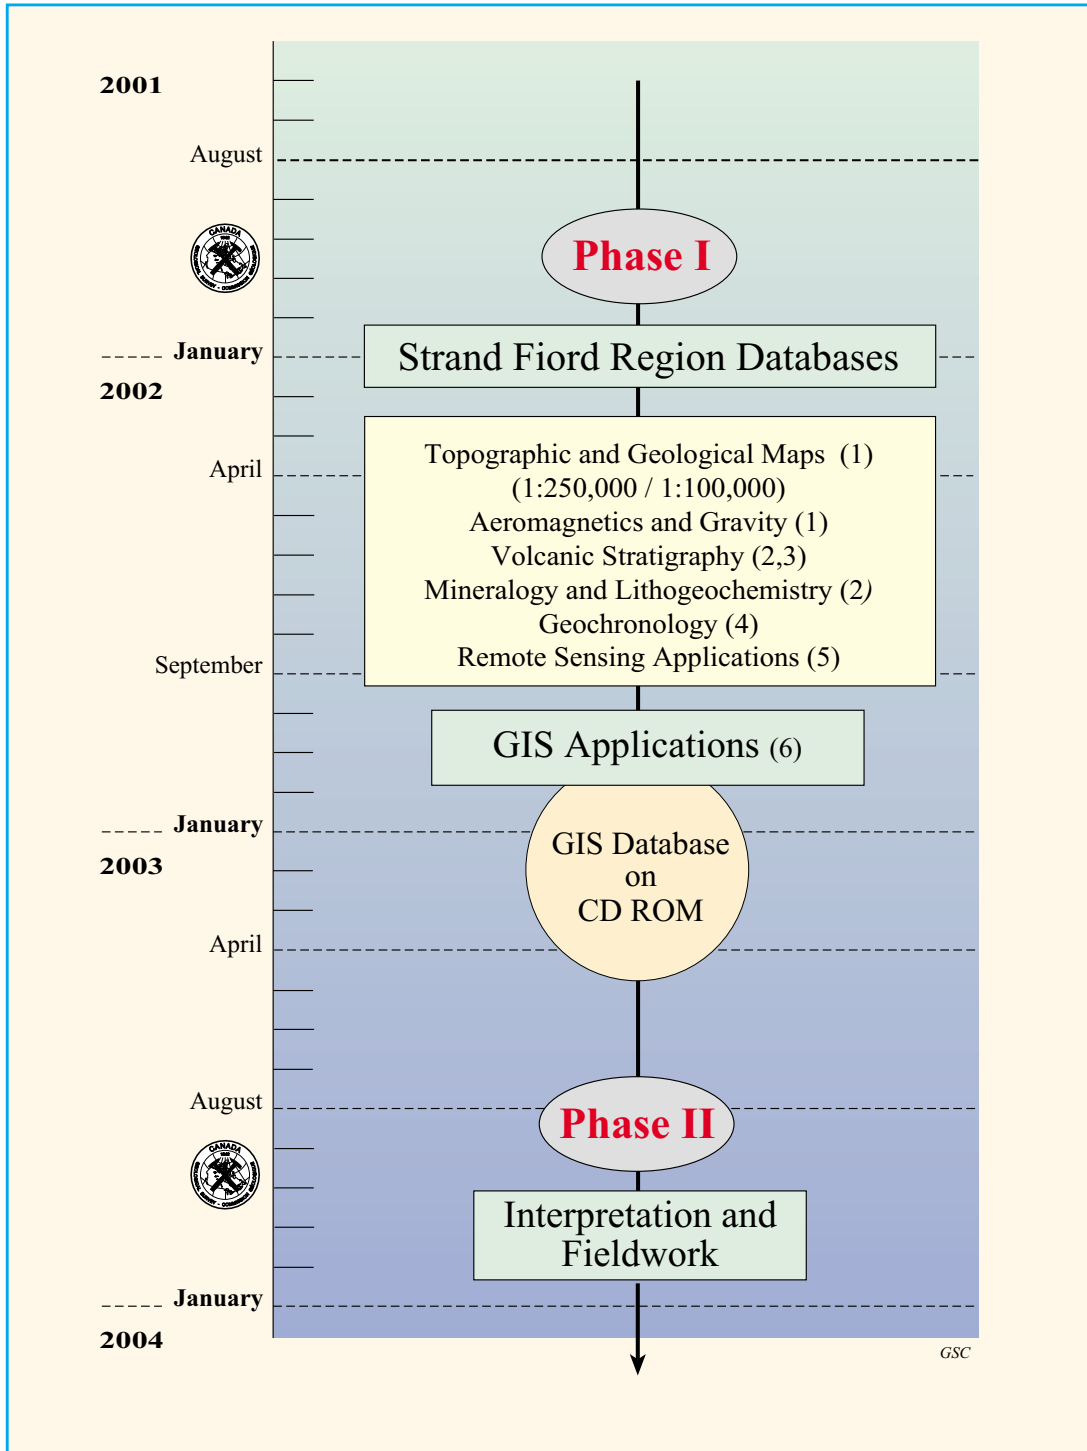 2001
August
CANADA
Phase I
January
Strand Fiord Region Databases
2002
Topographic and Geological Maps (1)
(1:250,000 / 1:100,000)
April
Aeromagnetics and Gravity (1)
Volcanic Stratigraphy (2,3)
Mineralogy and Lithogeochemistry (2)
Geochronology (4)
Remote Sensing Applications (5)
September
GIS Applications (6)
January
2003
GIS Database
on
CD ROM
April
August
Phase II
CANADA
Interpretation and
Fieldwork
January
2004
GSC